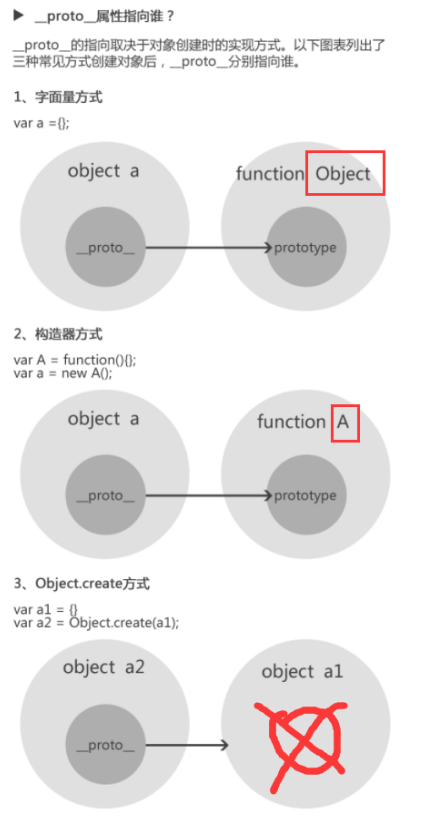 ▶ __proto__属性指向谁？
__proto__的指向取决于对象创建时的实现方式。以下图表列出了
三种常见方式创建对象后，__proto__分别指向谁。
1、字面量方式
var a ={};
object a
function Object
__proto__
prototype
2、构造器方式
var A = function(){};
var a = new A();
object a
function A
__proto__
prototype
3、Object.create方式
var a1 = {}
var a2 = Object.create(a1);
object a2
object a1
__proto__